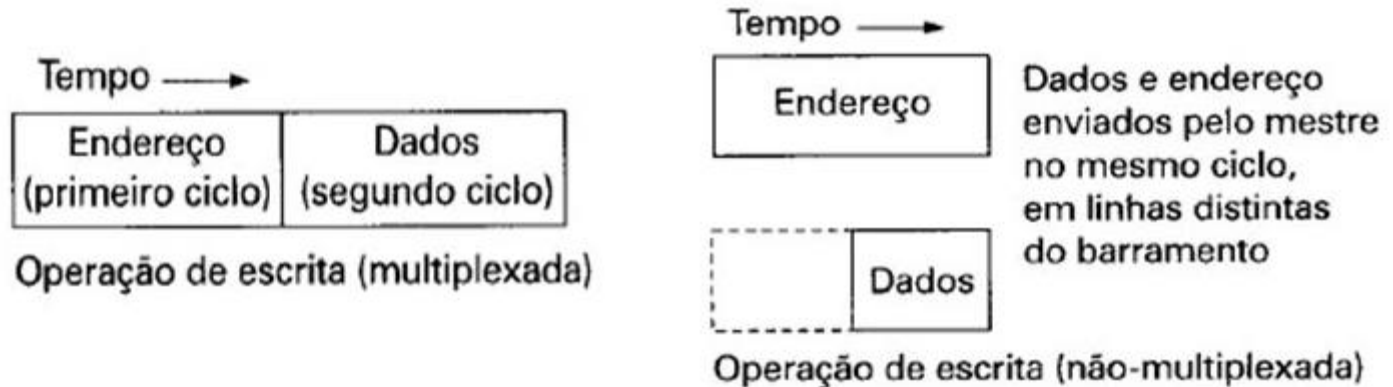 Tempo
Endereço
(primeiro ciclo)
Dados
(segundo ciclo)
Operação de escrita (multiplexada)
Tempo
Endereço
Dados e endereço
enviados pelo mestre
no mesmo ciclo,
em linhas distintas
do barramento
Dados
Operação de escrita (não-multiplexada)